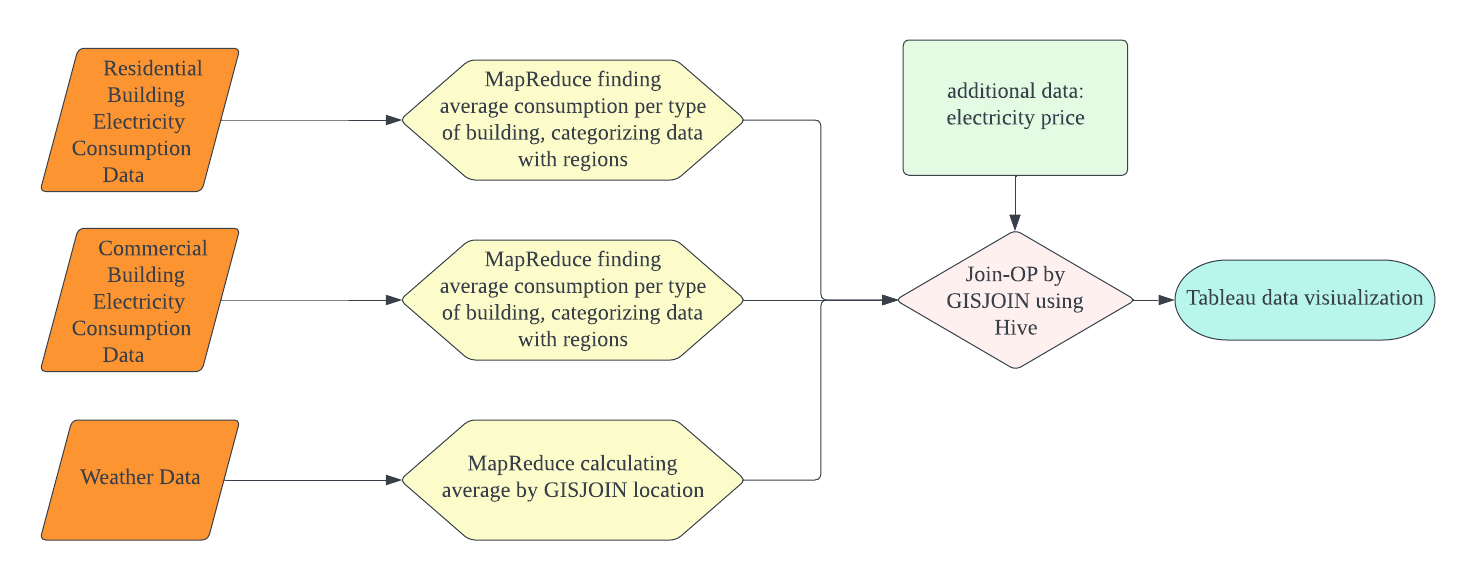 Residential
Building
Electricity
Consumption
Data
MapReduce finding
average consumption per type
of building, categorizing data
with regions
additional data:
electricity price
Commercial
Building
Electricity
Consumption
Data
MapReduce finding
average consumption per type
of building, categorizing data
with regions
Join-OP by
GISJOIN using
Hive
Tableau data visiualization
Weather Data
MapReduce calculating
average by GISJOIN location